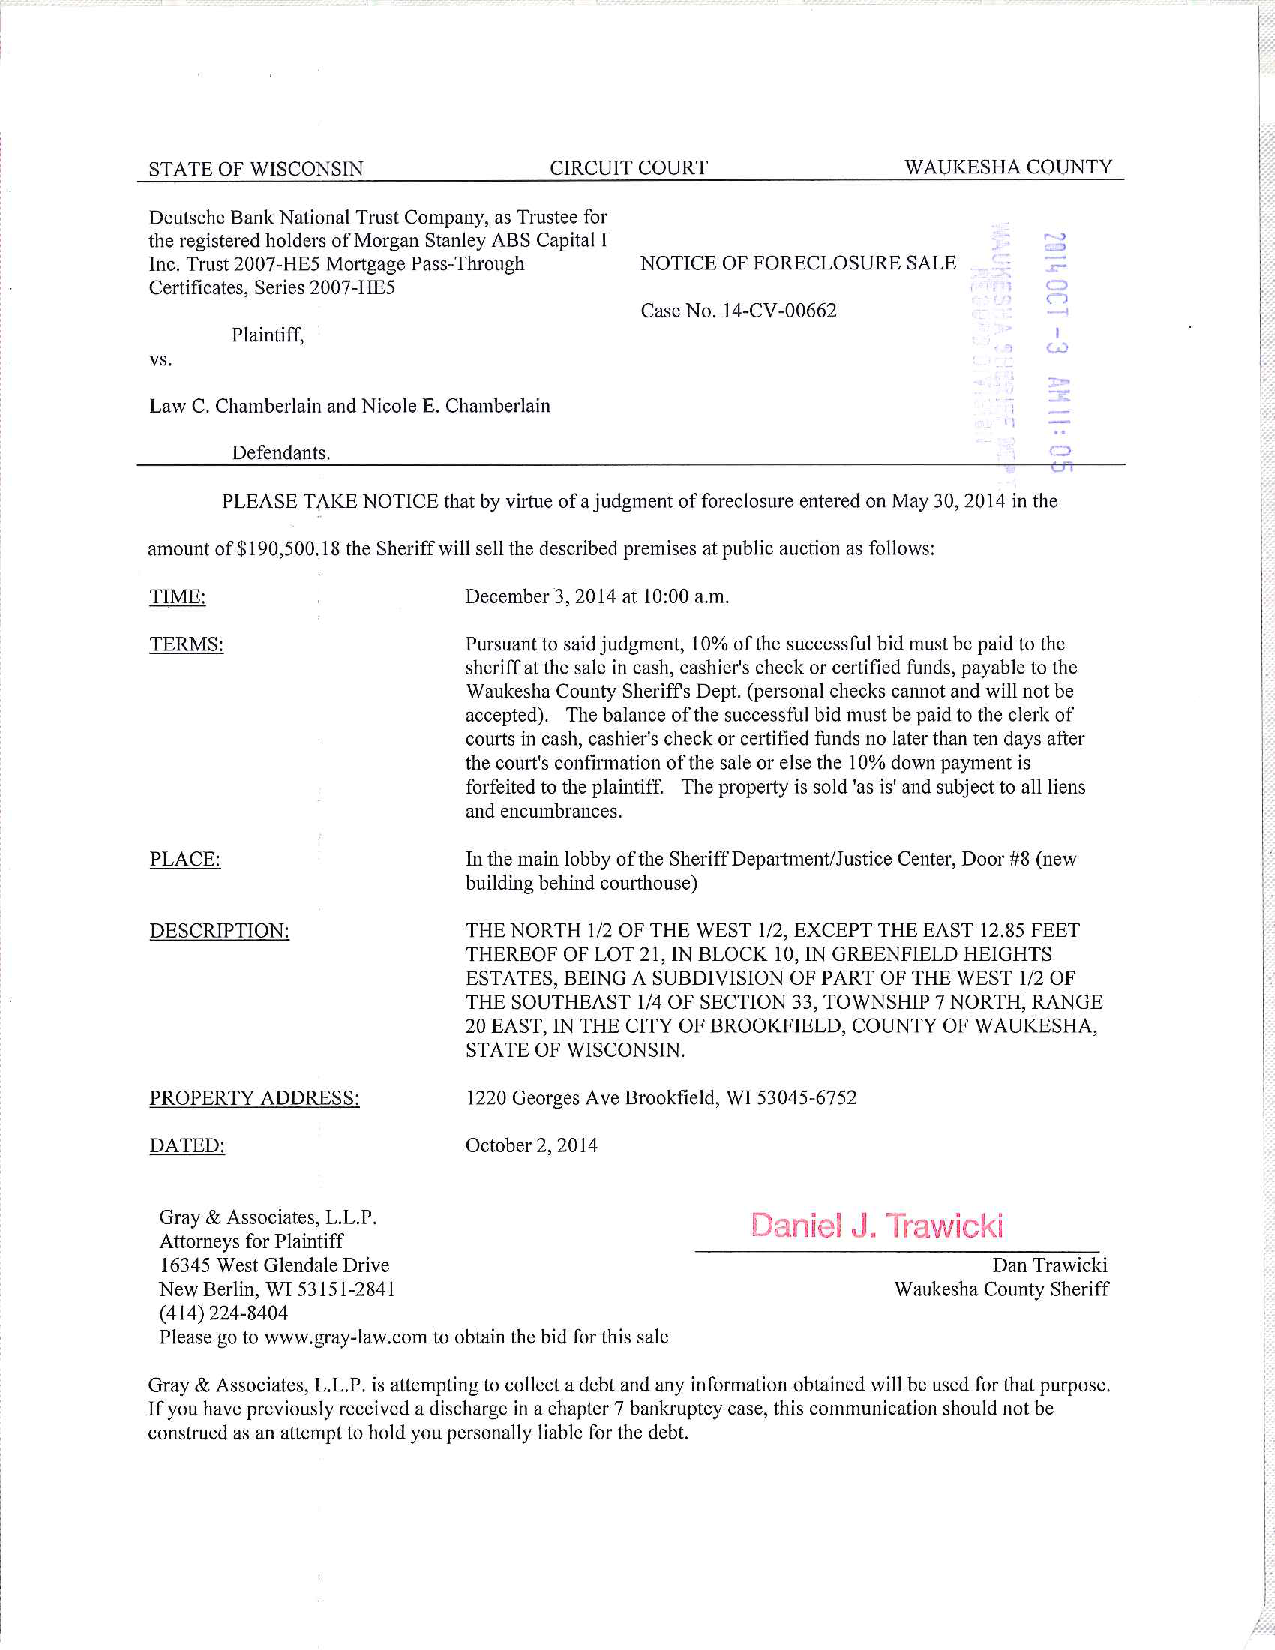 STATE OF WISCONSIN CIRCUIT COURT WAUKESHA COUNTY
Deutsche Bank National Trust Company, as Trustee for
the registered holders of Morgan Stanley ABS Capital I
Inc. Trust 2007-HE5 Mortgage Pass-Through
Certificates, Series 2007-HE5
Plaintiff,
vs.
Law C. Chamberlain and Nicole E. Chamberlain
Defendants.
NOTICE OF FORECLOSURE SALE
Case No. 14-CV-00662
2014 OCT -3 AM 11:05
PLEASE TAKE NOTICE that by virtue of a judgment of foreclosure entered on May 30, 2014 in the
amount of $190,500.18 the Sheriff will sell the described premises at public auction as follows:
TIME: December 3, 2014 at 10:00 a.m.
TERMS: Pursuant to said judgment, 10% of the successful bid must be paid to the
sheriff at the sale in cash, cashier's check or certified funds, payable to the
Waukesha County Sheriff's Dept. (personal checks cannot and will not be
accepted). The balance of the successful bid must be paid to the clerk of
courts in cash, cashier's check or certified funds no later than ten days after
the court's confirmation of the sale or else the 10% down payment is
forfeited to the plaintiff. The property is sold 'as is' and subject to all liens
and encumbrances.
PLACE: In the main lobby of the Sheriff Department/Justice Center, Door #8 (new
building behind courthouse)
DESCRIPTION: THE NORTH 1/2 OF THE WEST 1/2, EXCEPT THE EAST 12.85 FEET
THEREOF OF LOT 21, IN BLOCK 10, IN GREENFIELD HEIGHTS
ESTATES, BEING A SUBDIVISION OF PART OF THE WEST 1/2 OF
THE SOUTHEAST 1/4 OF SECTION 33, TOWNSHIP 7 NORTH, RANGE
20 EAST, IN THE CITY OF BROOKFIELD, COUNTY OF WAUKESHA,
STATE OF WISCONSIN.
PROPERTY ADDRESS: 1220 Georges Ave Brookfield, WI 53045-6752
DATED: October 2, 2014
Gray & Associates, L.L.P.
Attorneys for Plaintiff
16345 West Glendale Drive
New Berlin, WI 53151-2841
(414) 224-8404
Please go to www.gray-law.com to obtain the bid for this sale
Daniel J. Trawicki
Dan Trawicki
Waukesha County Sheriff
Gray & Associates, L.L.P. is attempting to collect a debt and any information obtained will be used for that purpose.
If you have previously received a discharge in a chapter 7 bankruptcy case, this communication should not be
construed as an attempt to hold you personally liable for the debt.